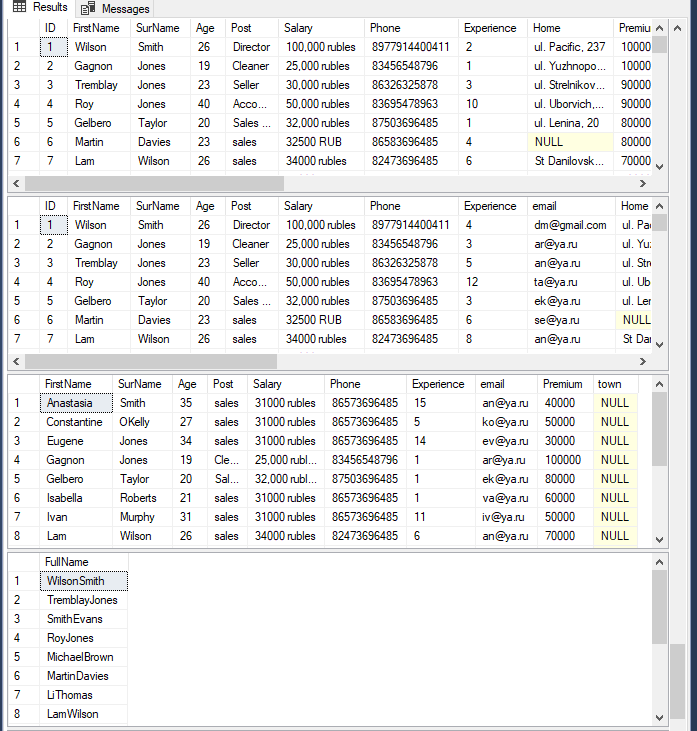 Results Messages
ID FirstName SurName Age Post Salary Phone Experience Home Premiu
1 1 Wilson Smith 26 Director 100,000 rubles 8977914400411 2 ul. Pacific, 237 10000
2 2 Gagnon Jones 19 Cleaner 25,000 rubles 83456548796 1 ul. Yuzhnopo... 10000
3 3 Tremblay Jones 23 Seller 30,000 rubles 86326325878 3 ul. Strelnikov... 90000
4 4 Roy Jones 40 Acco... 50,000 rubles 83695478963 10 ul. Uborvich,... 90000
5 5 Gelbero Taylor 20 Sales ... 32,000 rubles 87503696485 1 ul. Lenina, 20 80000
6 6 Martin Davies 23 sales 32500 RUB 86583696485 4 NULL 80000
7 7 Lam Wilson 26 sales 34000 rubles 82473696485 6 St Danilovsk... 70000
ID FirstName SurName Age Post Salary Phone Experience email Home
1 1 Wilson Smith 26 Director 100,000 rubles 8977914400411 4 dm@gmail.com ul. Pa
2 2 Gagnon Jones 19 Cleaner 25,000 rubles 83456548796 3 ar@ya.ru ul. Yu
3 3 Tremblay Jones 23 Seller 30,000 rubles 86326325878 5 an@ya.ru ul. Str
4 4 Roy Jones 40 Acco... 50,000 rubles 83695478963 12 ta@ya.ru ul. Ub
5 5 Gelbero Taylor 20 Sales ... 32,000 rubles 87503696485 3 ek@ya.ru ul. Ler
6 6 Martin Davies 23 sales 32500 RUB 86583696485 6 se@ya.ru NULL
7 7 Lam Wilson 26 sales 34000 rubles 82473696485 8 an@ya.ru St Da
FirstName SurName Age Post Salary Phone Experience email Premium town
1 Anastasia Smith 35 sales 31000 rubles 86573696485 15 an@ya.ru 40000 NULL
2 Constantine OKelly 27 sales 31000 rubles 86573696485 5 ko@ya.ru 50000 NULL
3 Eugene Jones 34 sales 31000 rubles 86573696485 14 ev@ya.ru 30000 NULL
4 Gagnon Jones 19 Cle... 25,000 rubl... 83456548796 1 ar@ya.ru 100000 NULL
5 Gelbero Taylor 20 Sal... 32,000 rubl... 87503696485 1 ek@ya.ru 80000 NULL
6 Isabella Roberts 21 sales 31000 rubles 86573696485 1 va@ya.ru 60000 NULL
7 Ivan Murphy 31 sales 31000 rubles 86573696485 11 iv@ya.ru 50000 NULL
8 Lam Wilson 26 sales 34000 rubles 82473696485 6 an@ya.ru 70000 NULL
FullName
1 WilsonSmith
2 TremblayJones
3 SmithEvans
4 RoyJones
5 MichaelBrown
6 MartinDavies
7 LiThomas
8 LamWilson